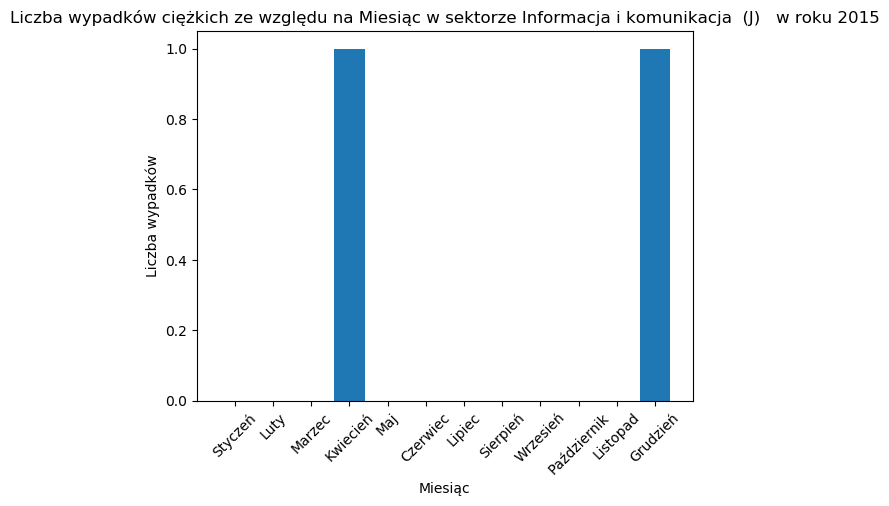 Liczba wypadków ciężkich ze względu na Miesiąc w sektorze Informacja i komunikacja  (J)   w roku 2015
1.0
0.8
0.6
0.4
0.2
0.0
Liczba wypadków
Styczeń
Luty
Marzec
Kwiecień
Maj
Czerwiec
Lipiec
Sierpień
Wrzesień
Październik
Listopad
Grudzień
Miesiąc